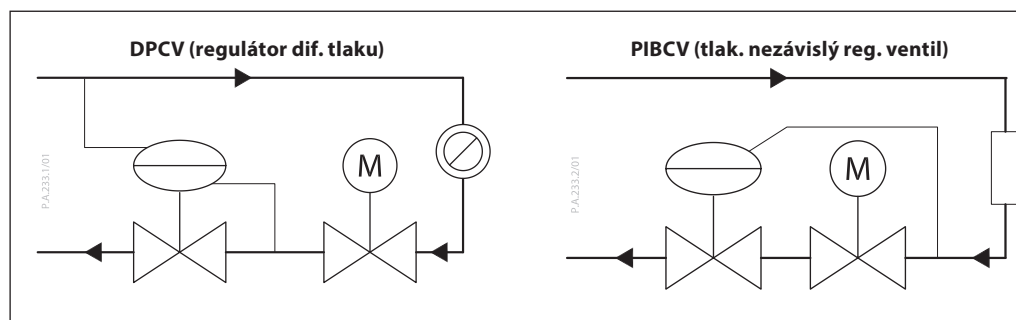 DPCV (regulátor dif. tlaku)
PIBCV (tlak. nezávislý reg. ventil)
M
M
P.A.233.1/01
P.A.233.2/01